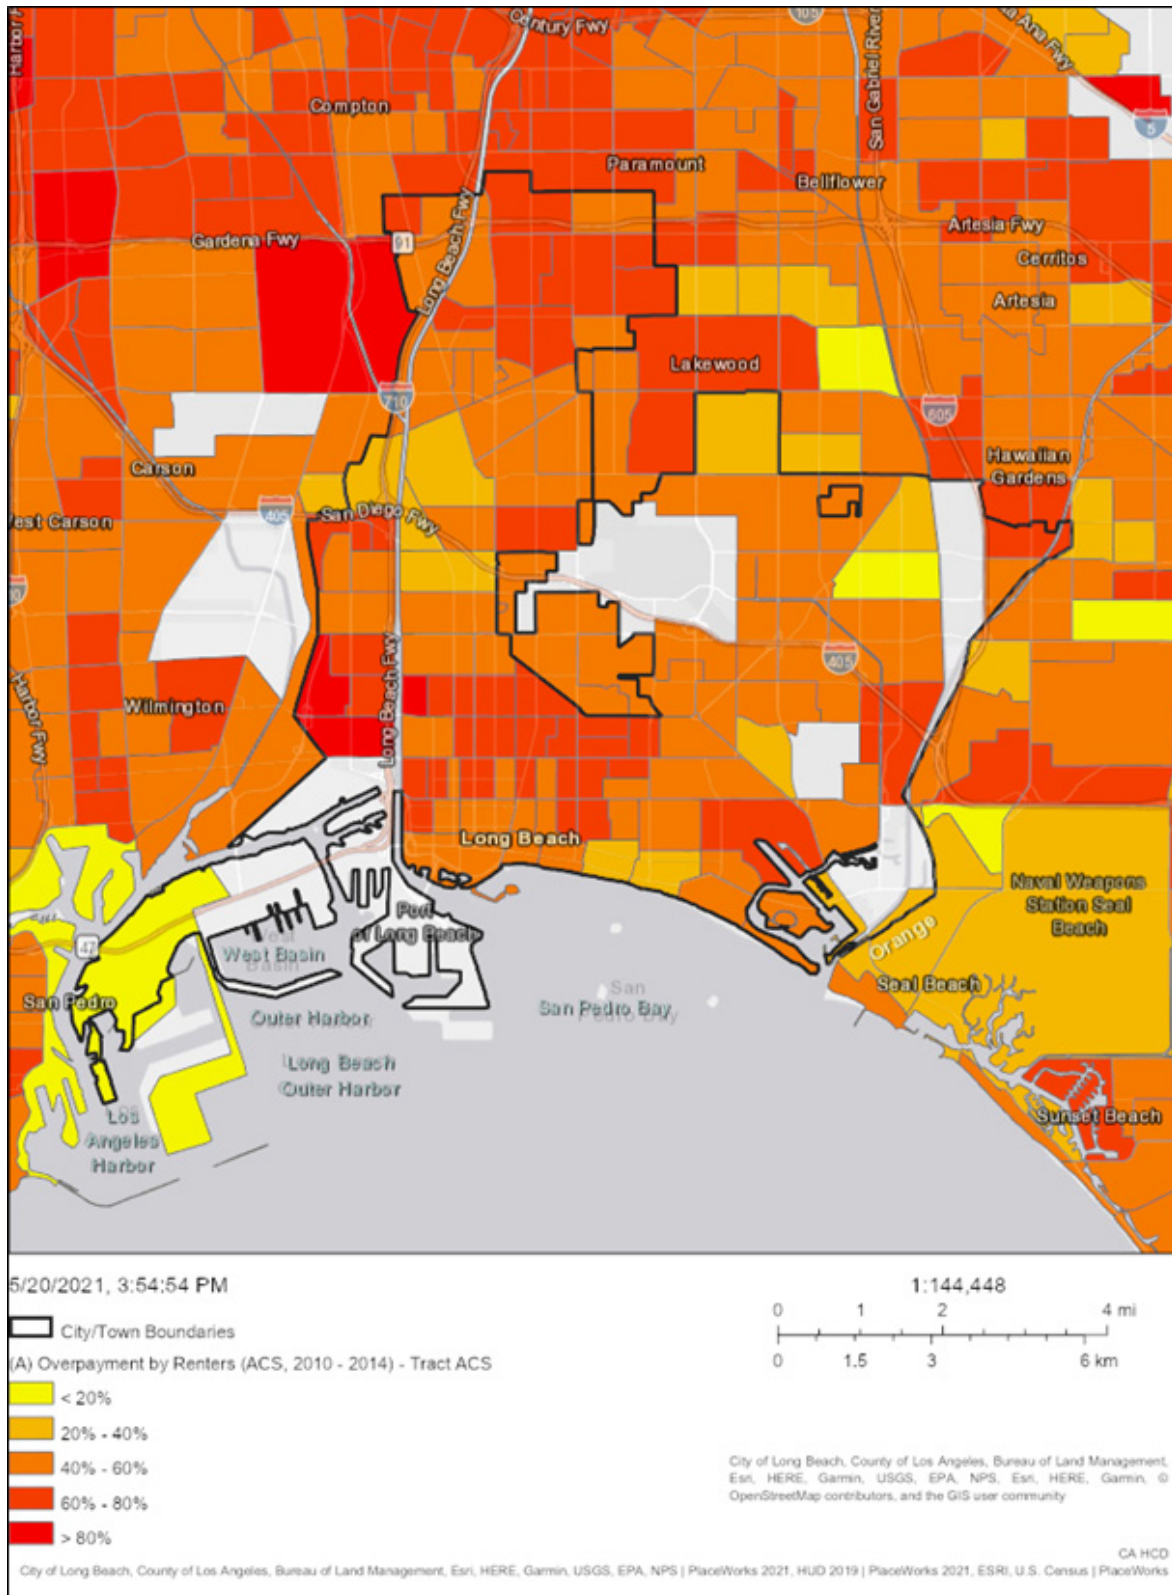 Century Fwy
105
Santa Ana Fwy
Harbor F
San Gabriel River
5
Compton
Paramount
Bellflower
Long Beach Fwy
Artesia Fwy
Gardena Fwy
91
Cerritos
Artesia
Lakewood
710
605
Carson
Hawaiian
Gardens
405
San Diego Fwy
West Carson
Long Beach Fwy
405
Harbor Fwy
Wilmington
Long Beach
Naval Weapons
Station Seal
Beach
Port
of Long Beach
West Basin
47
Orange
San Pedro
Seal Beach
San Pedro Bay
Outer Harbor
Long Beach
Outer Harbor
Los
Angeles
Harbor
Sunset Beach
5/20/2021, 3:54:54 PM
1:144,448
0 1 2 4 mi
0 1.5 3 6 km
City/Town Boundaries
(A) Overpayment by Renters (ACS, 2010 - 2014) - Tract ACS
< 20%
20% - 40%
40% - 60%
60% - 80%
> 80%
City of Long Beach, County of Los Angeles, Bureau of Land Management,
Esri, HERE, Garmin, USGS, EPA, NPS, Esri, HERE, Garmin, ©
OpenStreetMap contributors, and the GIS user community
CA HCD
City of Long Beach, County of Los Angeles, Bureau of Land Management, Esri, HERE, Garmin, USGS, EPA, NPS | PlaceWorks 2021, HUD 2019 | PlaceWorks 2021, ESRI, U.S. Census | PlaceWorks